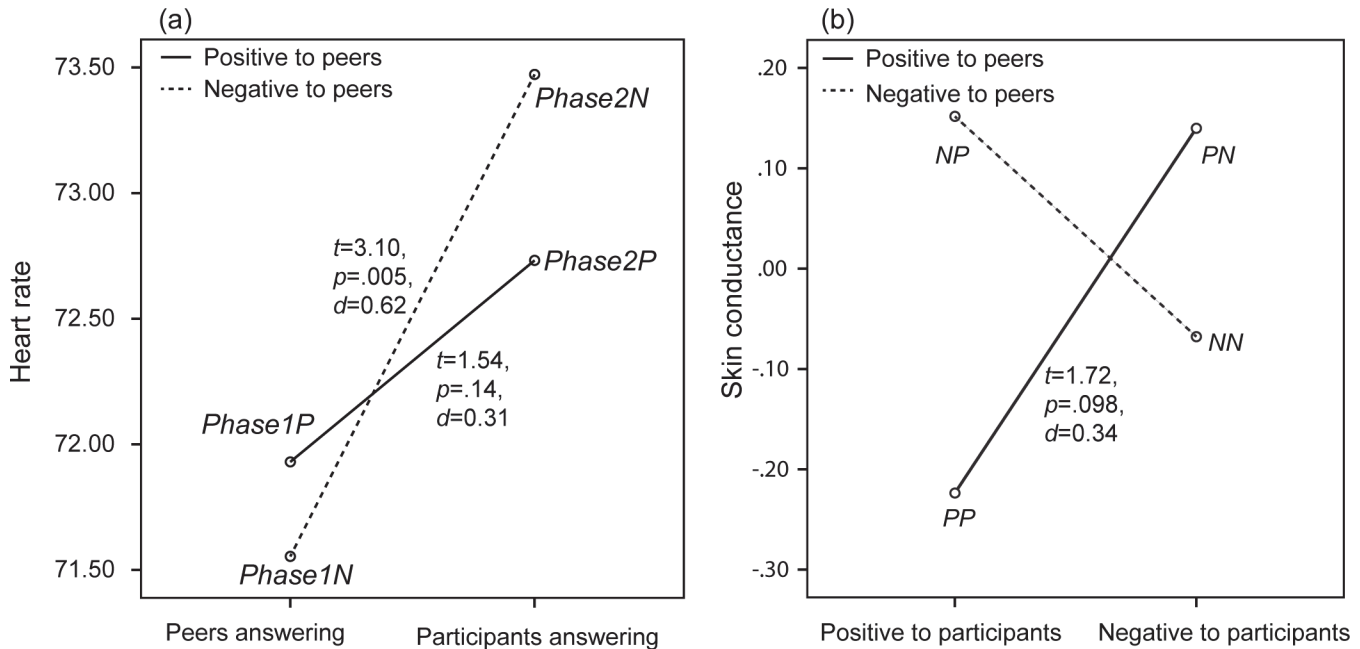 (a)
Positive to peers
Negative to peers
73.50
73.00
72.50
72.00
71.50
Heart rate
Phase2N
t=3.10,
p=.005,
d=0.62
Phase2P
t=1.54,
p=.14,
d=0.31
Phase1P
Phase1N
Peers answering
Participants answering
(b)
Positive to peers
Negative to peers
.20
.10
.00
-.10
-.20
-.30
Skin conductance
NP
PN
NN
t=1.72,
p=.098,
d=0.34
PP
Positive to participants
Negative to participants